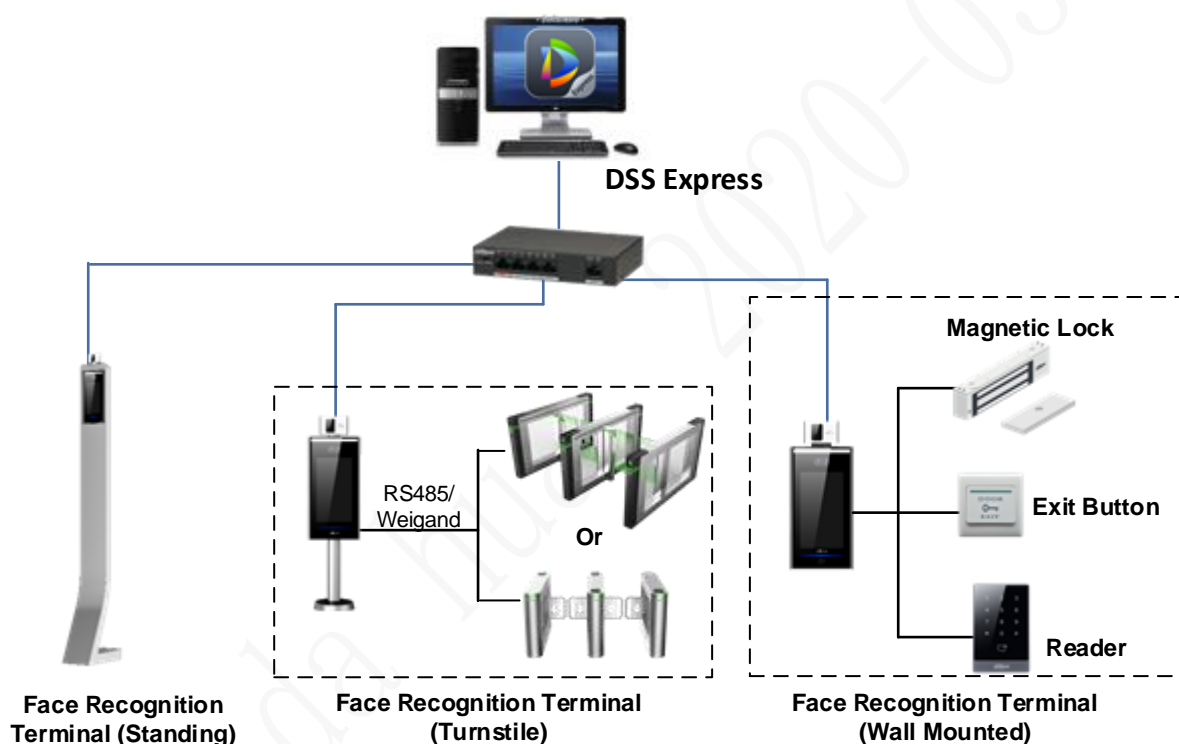 DSS Express
Magnetic Lock
RS485/
Weigand
Or
Exit Button
Reader
Face Recognition
Terminal (Standing)
Face Recognition Terminal
(Turnstile)
Face Recognition Terminal
(Wall Mounted)